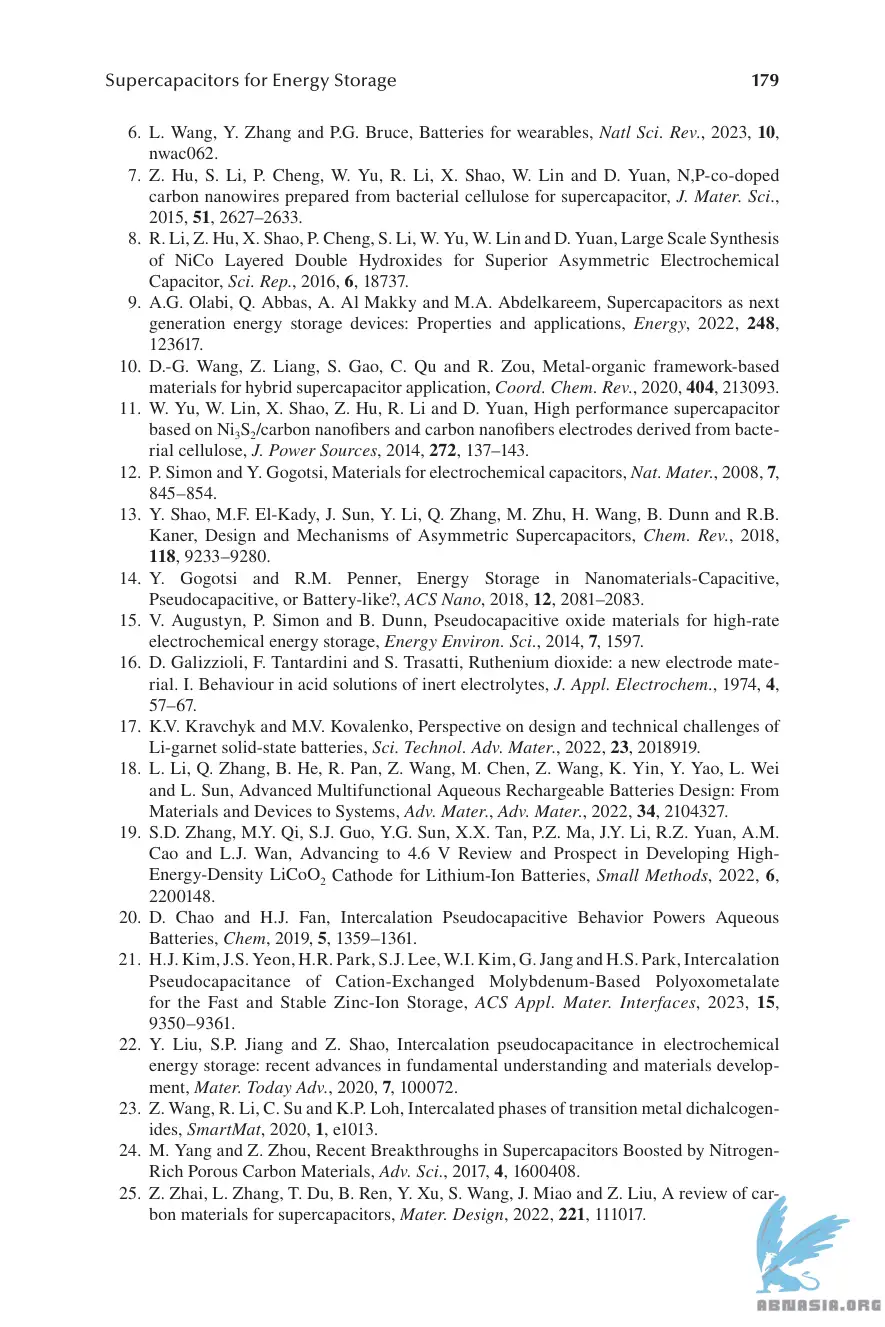 Supercapacitors for Energy Storage 179
6. L. Wang, Y. Zhang and P.G. Bruce, Batteries for wearables, Natl Sci. Rev., 2023, 10,
nwac062.
7. Z. Hu, S. Li, P. Cheng, W. Yu, R. Li, X. Shao, W. Lin and D. Yuan, N,P-co-doped
carbon nanowires prepared from bacterial cellulose for supercapacitor, J. Mater. Sci.,
2015, 51, 2627–2633.
8. R. Li, Z. Hu, X. Shao, P. Cheng, S. Li, W. Yu, W. Lin and D. Yuan, Large Scale Synthesis
of NiCo Layered Double Hydroxides for Superior Asymmetric Electrochemical
Capacitor, Sci. Rep., 2016, 6, 18737.
9. A.G. Olabi, Q. Abbas, A. Al Makky and M.A. Abdelkareem, Supercapacitors as next
generation energy storage devices: Properties and applications, Energy, 2022, 248,
123617.
10. D.-G. Wang, Z. Liang, S. Gao, C. Qu and R. Zou, Metal-organic framework-based
materials for hybrid supercapacitor application, Coord. Chem. Rev., 2020, 404, 213093.
11. W. Yu, W. Lin, X. Shao, Z. Hu, R. Li and D. Yuan, High performance supercapacitor
based on Ni₃S₂/carbon nanofibers and carbon nanofibers electrodes derived from bacte-
rial cellulose, J. Power Sources, 2014, 272, 137–143.
12. P. Simon and Y. Gogotsi, Materials for electrochemical capacitors, Nat. Mater., 2008, 7,
845–854.
13. Y. Shao, M.F. El-Kady, J. Sun, Y. Li, Q. Zhang, M. Zhu, H. Wang, B. Dunn and R.B.
Kaner, Design and Mechanisms of Asymmetric Supercapacitors, Chem. Rev., 2018,
118, 9233–9280.
14. Y. Gogotsi and R.M. Penner, Energy Storage in Nanomaterials-Capacitive,
Pseudocapacitive, or Battery-like?, ACS Nano, 2018, 12, 2081–2083.
15. V. Augustyn, P. Simon and B. Dunn, Pseudocapacitive oxide materials for high-rate
electrochemical energy storage, Energy Environ. Sci., 2014, 7, 1597.
16. D. Galizzioli, F. Tantardini and S. Trasatti, Ruthenium dioxide: a new electrode mate-
rial. I. Behaviour in acid solutions of inert electrolytes, J. Appl. Electrochem., 1974, 4,
57–67.
17. K.V. Kravchyk and M.V. Kovalenko, Perspective on design and technical challenges of
Li-garnet solid-state batteries, Sci. Technol. Adv. Mater., 2022, 23, 2018919.
18. L. Li, Q. Zhang, B. He, R. Pan, Z. Wang, M. Chen, Z. Wang, K. Yin, Y. Yao, L. Wei
and L. Sun, Advanced Multifunctional Aqueous Rechargeable Batteries Design: From
Materials and Devices to Systems, Adv. Mater., Adv. Mater., 2022, 34, 2104327.
19. S.D. Zhang, M.Y. Qi, S.J. Guo, Y.G. Sun, X.X. Tan, P.Z. Ma, J.Y. Li, R.Z. Yuan, A.M.
Cao and L.J. Wan, Advancing to 4.6 V Review and Prospect in Developing High-
Energy-Density LiCoO₂ Cathode for Lithium-Ion Batteries, Small Methods, 2022, 6,
2200148.
20. D. Chao and H.J. Fan, Intercalation Pseudocapacitive Behavior Powers Aqueous
Batteries, Chem, 2019, 5, 1359–1361.
21. H.J. Kim, J.S. Yeon, H.R. Park, S.J. Lee, W.I. Kim, G. Jang and H.S. Park, Intercalation
Pseudocapacitance of Cation-Exchanged Molybdenum-Based Polyoxometalate
for the Fast and Stable Zinc-Ion Storage, ACS Appl. Mater. Interfaces, 2023, 15,
9350–9361.
22. Y. Liu, S.P. Jiang and Z. Shao, Intercalation pseudocapacitance in electrochemical
energy storage: recent advances in fundamental understanding and materials develop-
ment, Mater. Today Adv., 2020, 7, 100072.
23. Z. Wang, R. Li, C. Su and K.P. Loh, Intercalated phases of transition metal dichalcogen-
ides, SmartMat, 2020, 1, e1013.
24. M. Yang and Z. Zhou, Recent Breakthroughs in Supercapacitors Boosted by Nitrogen-
Rich Porous Carbon Materials, Adv. Sci., 2017, 4, 1600408.
25. Z. Zhai, L. Zhang, T. Du, B. Ren, Y. Xu, S. Wang, J. Miao and Z. Liu, A review of car-
bon materials for supercapacitors, Mater. Design, 2022, 221, 111017.
ABNASIA.ORG